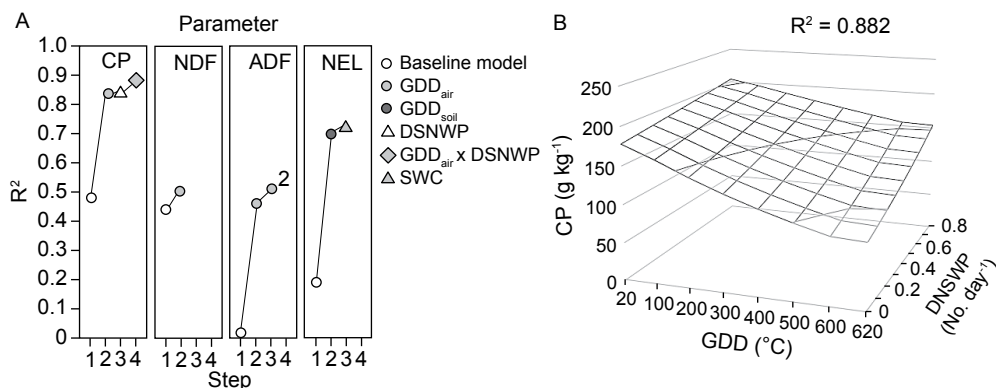 A
Parameter
CP
NDF
ADF
NEL
R²
1.0
0.9
0.8
0.7
0.6
0.5
0.4
0.3
0.2
0.1
0
2
1 2 3 4
1 2 3 4
1 2 3 4
1 2 3 4
Step
Baseline model
GDDair
GDDsoil
DSNWP
GDDair x DSNWP
SWC
B
R² = 0.882
CP (g kg⁻¹)
250
200
150
100
50
0
20
100
200
300
400
500
600
620
GDD (°C)
0.8
0.6
0.4
0.2
0
DNSWP
(No. day⁻¹)